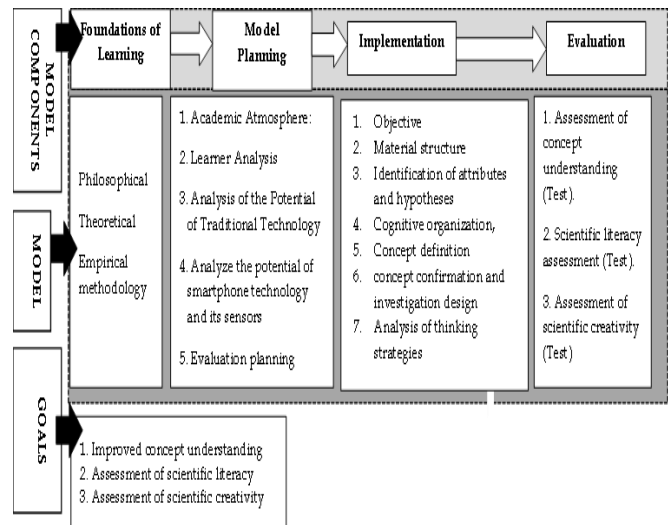 MODEL
COMPONENTS
Foundations of
Learning
Model
Planning
Implementation
Evaluation
MODEL
Philosophical
Theoretical
Empirical
methodology
1. Academic Atmosphere:
2. Learner Analysis
3. Analysis of the Potential
of Traditional Technology
4. Analyze the potential of
smartphone technology
and its sensors
5. Evaluation planning
1. Objective
2. Material structure
3. Identification of attributes
and hypotheses
4. Cognitive organization,
5. Concept definition
6. concept confirmation and
investigation design
7. Analysis of thinking
strategies
1. Assessment of
concept
understanding
(Test).
2. Scientific literacy
assessment (Test).
3. Assessment of
scientific creativity
(Test)
GOALS
1. Improved concept understanding
2. Assessment of scientific literacy
3. Assessment of scientific creativity